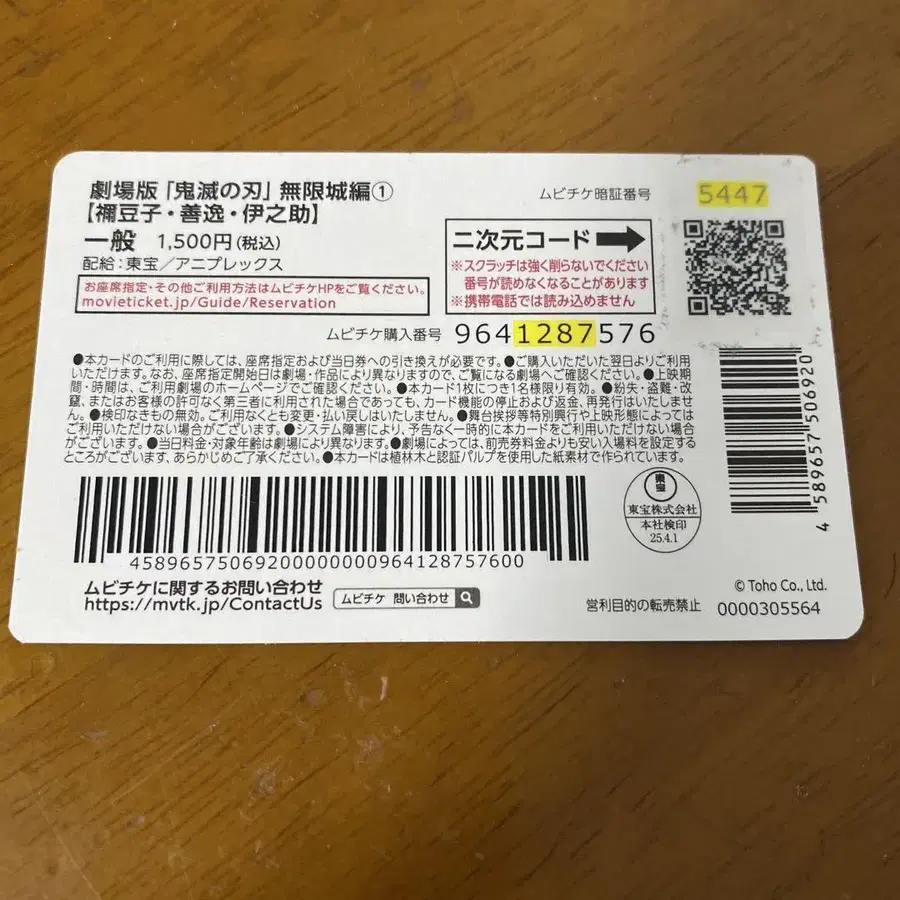 劇場版「鬼滅の刃」無限城編①
【禰豆子・善逸・伊之助】
一般 1,500円(税込)
配給:東宝/アニプレックス
お座席指定・その他ご利用方法はムビチケHPをご覧ください。
movieticket.jp/Guide/Reservation
ムビチケ暗証番号 5447
二次元コード
※スクラッチは強く削らないでください
番号が読めなくなることがあります
※携帯電話では読み込めません
ムビチケ購入番号 9641287576
●本カードのご利用に際しては、座席指定および当日券への引き換えが必要です。●ご購入いただいた翌日よりご利用
いただけます。なお、座席指定開始日は劇場・作品により異なりますので、ご覧になる劇場へご確認ください。●上映期
間・時間は、ご利用劇場のホームページでご確認ください。●本カード1枚につき1名様限り有効。●紛失・盗難・改
竄、またはお客様の許可なく第三者に利用された場合であっても、カード機能の停止および返金、再発行はいたしませ
ん。●検印なきもの無効。ご利用なくとも変更・払い戻しはいたしません。●舞台挨拶等特別興行や上映形態によっては
ご利用いただけない場合がございます。●システム障害により、予告なく一時的に本カードをご利用いただけない場合
がございます。●当日料金・対象年齢は劇場により異なります。●劇場によっては、前売券料金よりも安い入場料を設定する
ところがございます、あらかじめご了承ください。●本カードは植林木と認証パルプを使用した紙素材で作られています。
4 589657 506920
45896575069200000000964128757600
東宝
東宝株式会社
本社検印
25.4.1
ムビチケに関するお問い合わせ
https://mvtk.jp/ContactUs
ムビチケ 問い合わせ
© Toho Co., Ltd.
営利目的の転売禁止 0000305564